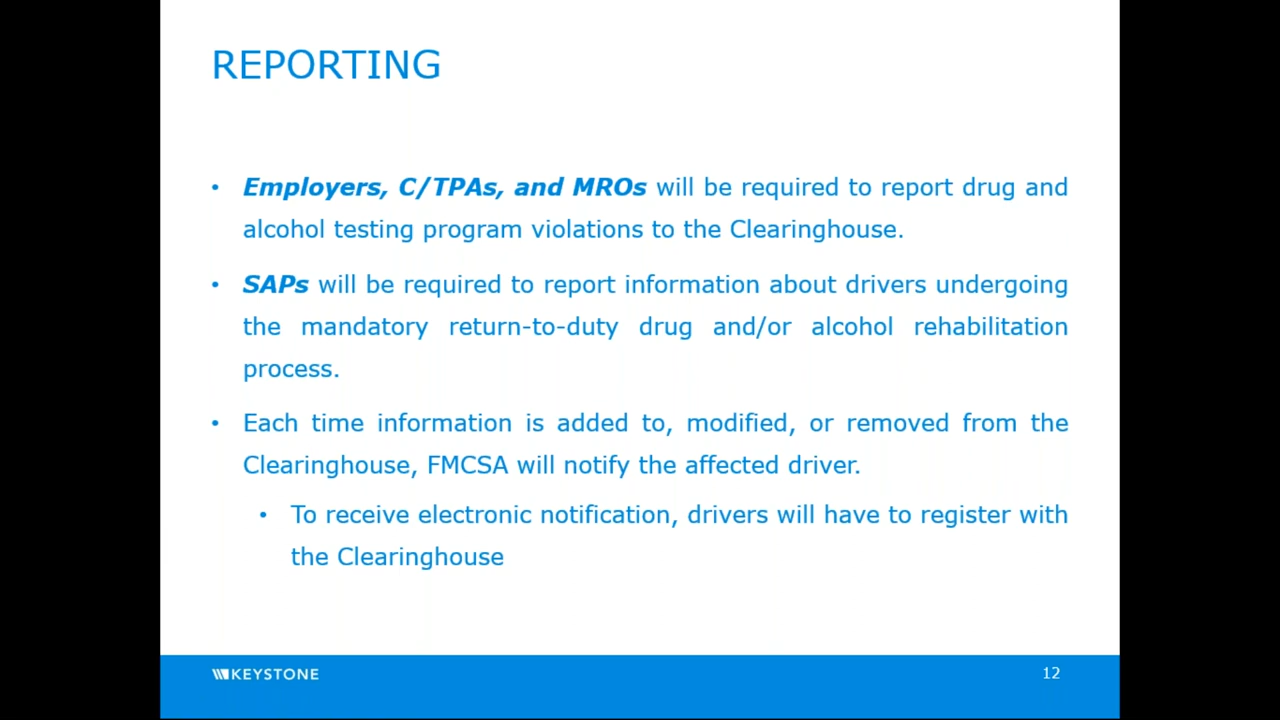 REPORTING
• Employers, C/TPAs, and MROs will be required to report drug and
alcohol testing program violations to the Clearinghouse.
• SAPs will be required to report information about drivers undergoing
the mandatory return-to-duty drug and/or alcohol rehabilitation
process.
• Each time information is added to, modified, or removed from the
Clearinghouse, FMCSA will notify the affected driver.
• To receive electronic notification, drivers will have to register with
the Clearinghouse
KEYSTONE
12